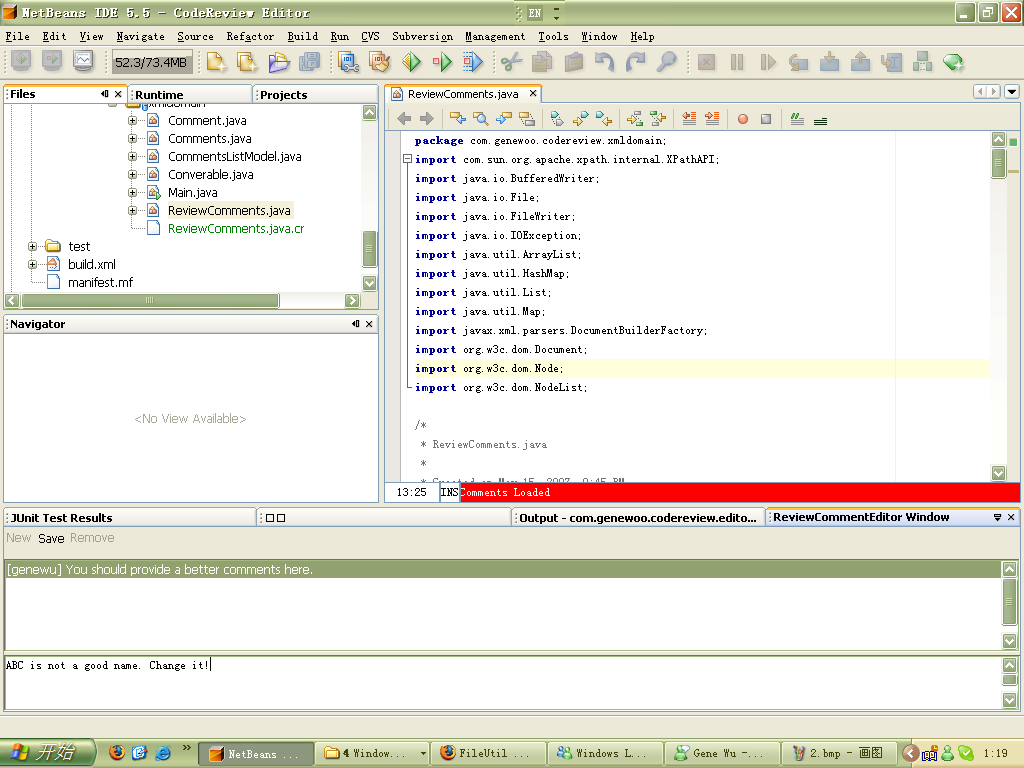 NetBeans IDE 5.5 - CodeReview Editor
EN
File Edit View Navigate Source Refactor Build Run CVS Subversion Management Tools Window Help
52.3/73.4MB
Files Runtime Projects
xmldomain
Comment.java
Comments.java
CommentsListModel.java
Converable.java
Main.java
ReviewComments.java
ReviewComments.java.cr
test
build.xml
manifest.mf
Navigator
<No View Available>
ReviewComments.java
package com.genewoo.codereview.xmldomain;
import com.sun.org.apache.xpath.internal.XPathAPI;
import java.io.BufferedWriter;
import java.io.File;
import java.io.FileWriter;
import java.io.IOException;
import java.util.ArrayList;
import java.util.HashMap;
import java.util.List;
import java.util.Map;
import javax.xml.parsers.DocumentBuilderFactory;
import org.w3c.dom.Document;
import org.w3c.dom.Node;
import org.w3c.dom.NodeList;
/*
* ReviewComments.java
*
13:25 INS Comments Loaded
JUnit Test Results
Output - com.genewoo.codereview.edito...
ReviewCommentEditor Window
New Save Remove
[genewu] You should provide a better comments here.
ABC is not a good name. Change it!
开始
NetBeans ...
4 Window...
FileUtil ...
Windows L...
Gene Wu -...
2.bmp - 画图
1:19